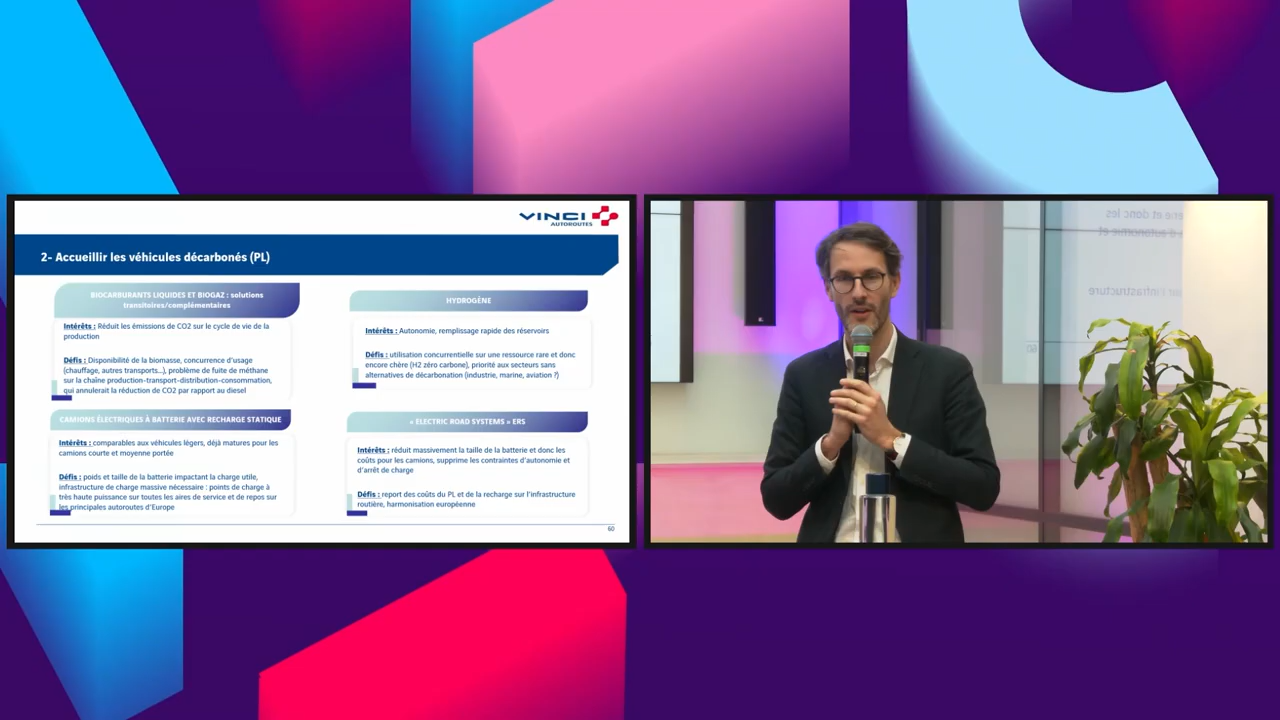 VINCI
AUTOROUTES
2- Accueillir les véhicules décarbonés (PL)
BIOCARBURANTS LIQUIDES ET BIOGAZ : solutions
transitoires/complémentaires
Intérêts : Réduit les émissions de CO2 sur le cycle de vie de la
production
Défis : Disponibilité de la biomasse, concurrence d'usage
(chauffage, autres transports...), problème de fuite de méthane
sur la chaîne production-transport-distribution-consommation,
qui annulerait la réduction de CO2 par rapport au diesel
HYDROGÈNE
Intérêts : Autonomie, remplissage rapide des réservoirs
Défis : utilisation concurrentielle sur une ressource rare et donc
encore chère (H2 zéro carbone), priorité aux secteurs sans
alternatives de décarbonation (industrie, marine, aviation ?)
CAMIONS ÉLECTRIQUES À BATTERIE AVEC RECHARGE STATIQUE
Intérêts : comparables aux véhicules légers, déjà matures pour les
camions courte et moyenne portée
Défis : poids et taille de la batterie impactant la charge utile,
infrastructure de charge massive nécessaire : points de charge à
très haute puissance sur toutes les aires de service et de repos sur
les principales autoroutes d'Europe
« ELECTRIC ROAD SYSTEMS » ERS
Intérêts : réduit massivement la taille de la batterie et donc les
coûts pour les camions, supprime les contraintes d'autonomie et
d'arrêt de charge
Défis : report des coûts du PL et de la recharge sur l'infrastructure
routière, harmonisation européenne
60